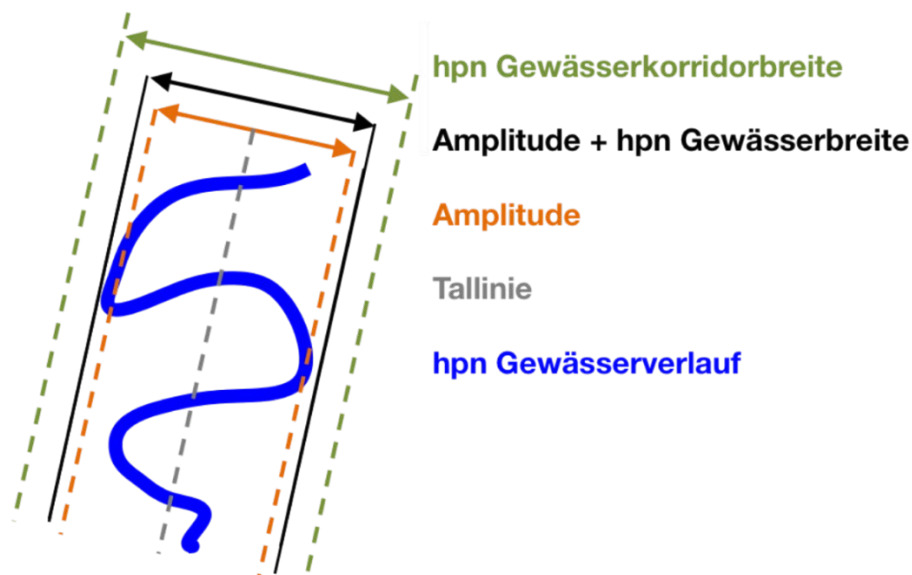 hpn Gewässerkorridorbreite
Amplitude + hpn Gewässerbreite
Amplitude
Tallinie
hpn Gewässerverlauf